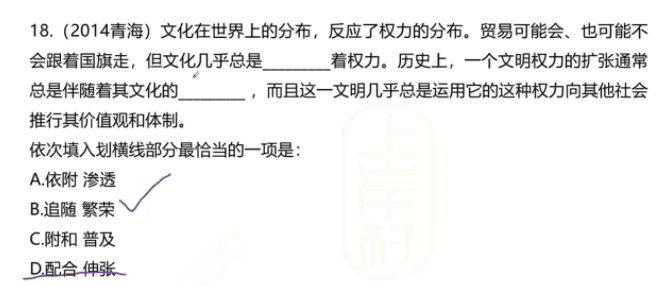 18.（2014青海）文化在世界上的分布，反应了权力的分布。贸易可能会、也可能不
会跟着国旗走，但文化几乎总是________着权力。历史上，一个文明权力的扩张通常
总是伴随着其文化的________ ，而且这一文明几乎总是运用它的这种权力向其他社会
推行其价值观和体制。
依次填入划横线部分最恰当的一项是：
A.依附 渗透
B.追随 繁荣
C.附和 普及
D.配合 伸张